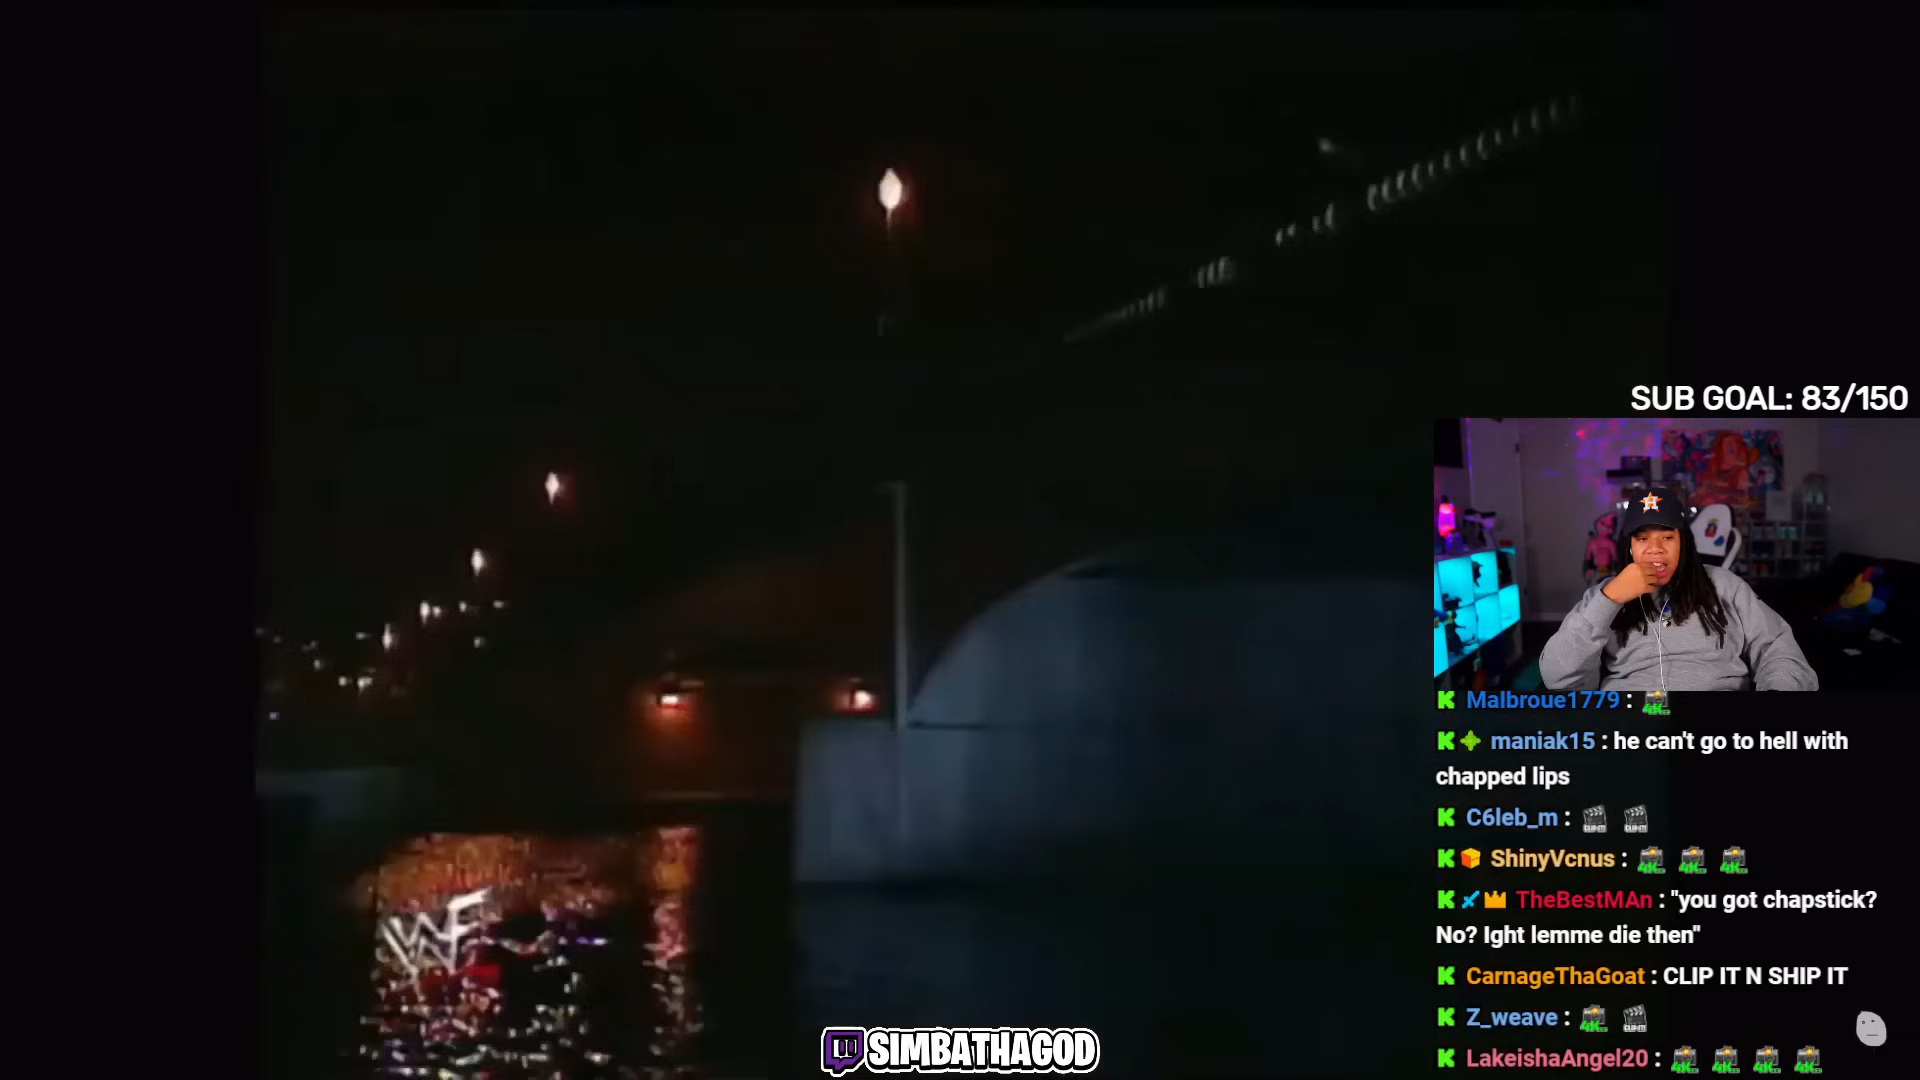 SUB GOAL: 83/150
Malbroue1779 :
maniak15 : he can't go to hell with
chapped lips
C6leb_m :
ShinyVcnus :
TheBestMAn : "you got chapstick?
No? Ight lemme die then"
CarnageThaGoat : CLIP IT N SHIP IT
Z_weave :
LakeishaAngel20 :
SIMBATHAGOD